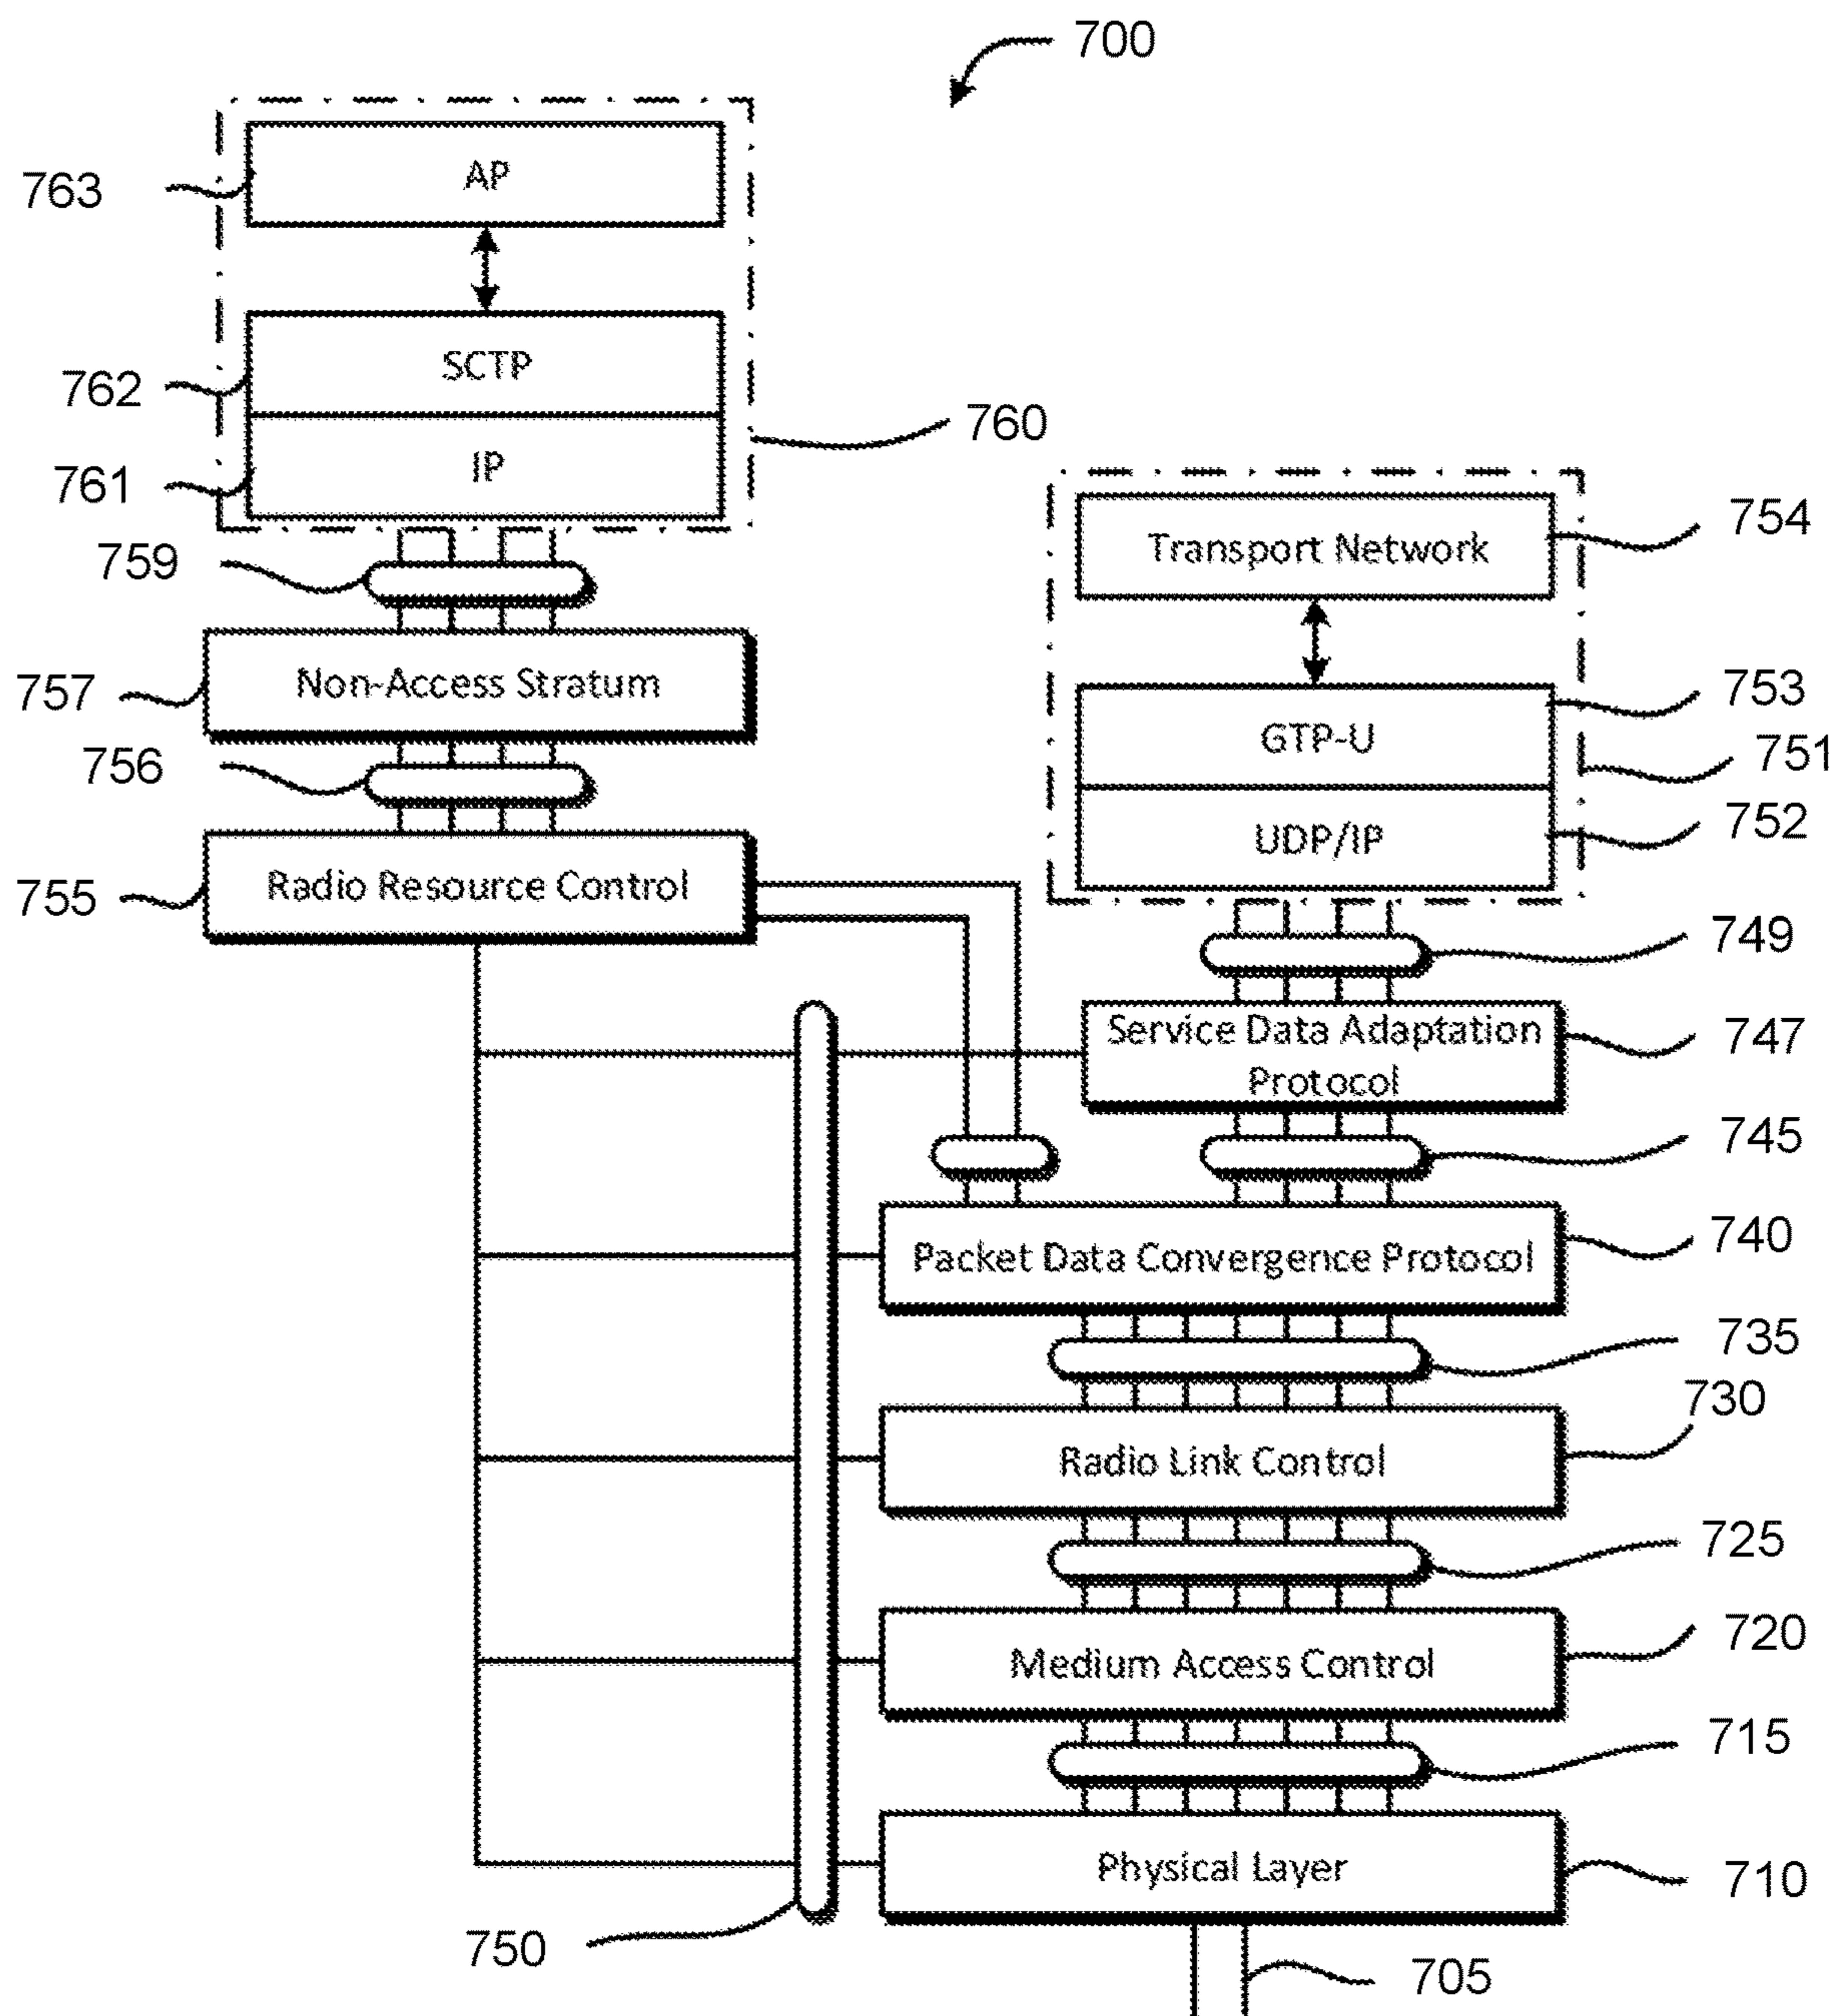 700
AP
763
SCTP
762
760
IP
761
754
Transport Network
759
Non-Access Stratum
757
753
GTP-U
751
756
752
UDP/IP
Radio Resource Control
755
749
Service Data Adaptation
Protocol
747
745
740
Packet Data Convergence Protocol
735
730
Radio Link Control
725
720
Medium Access Control
715
Physical Layer
710
750
705